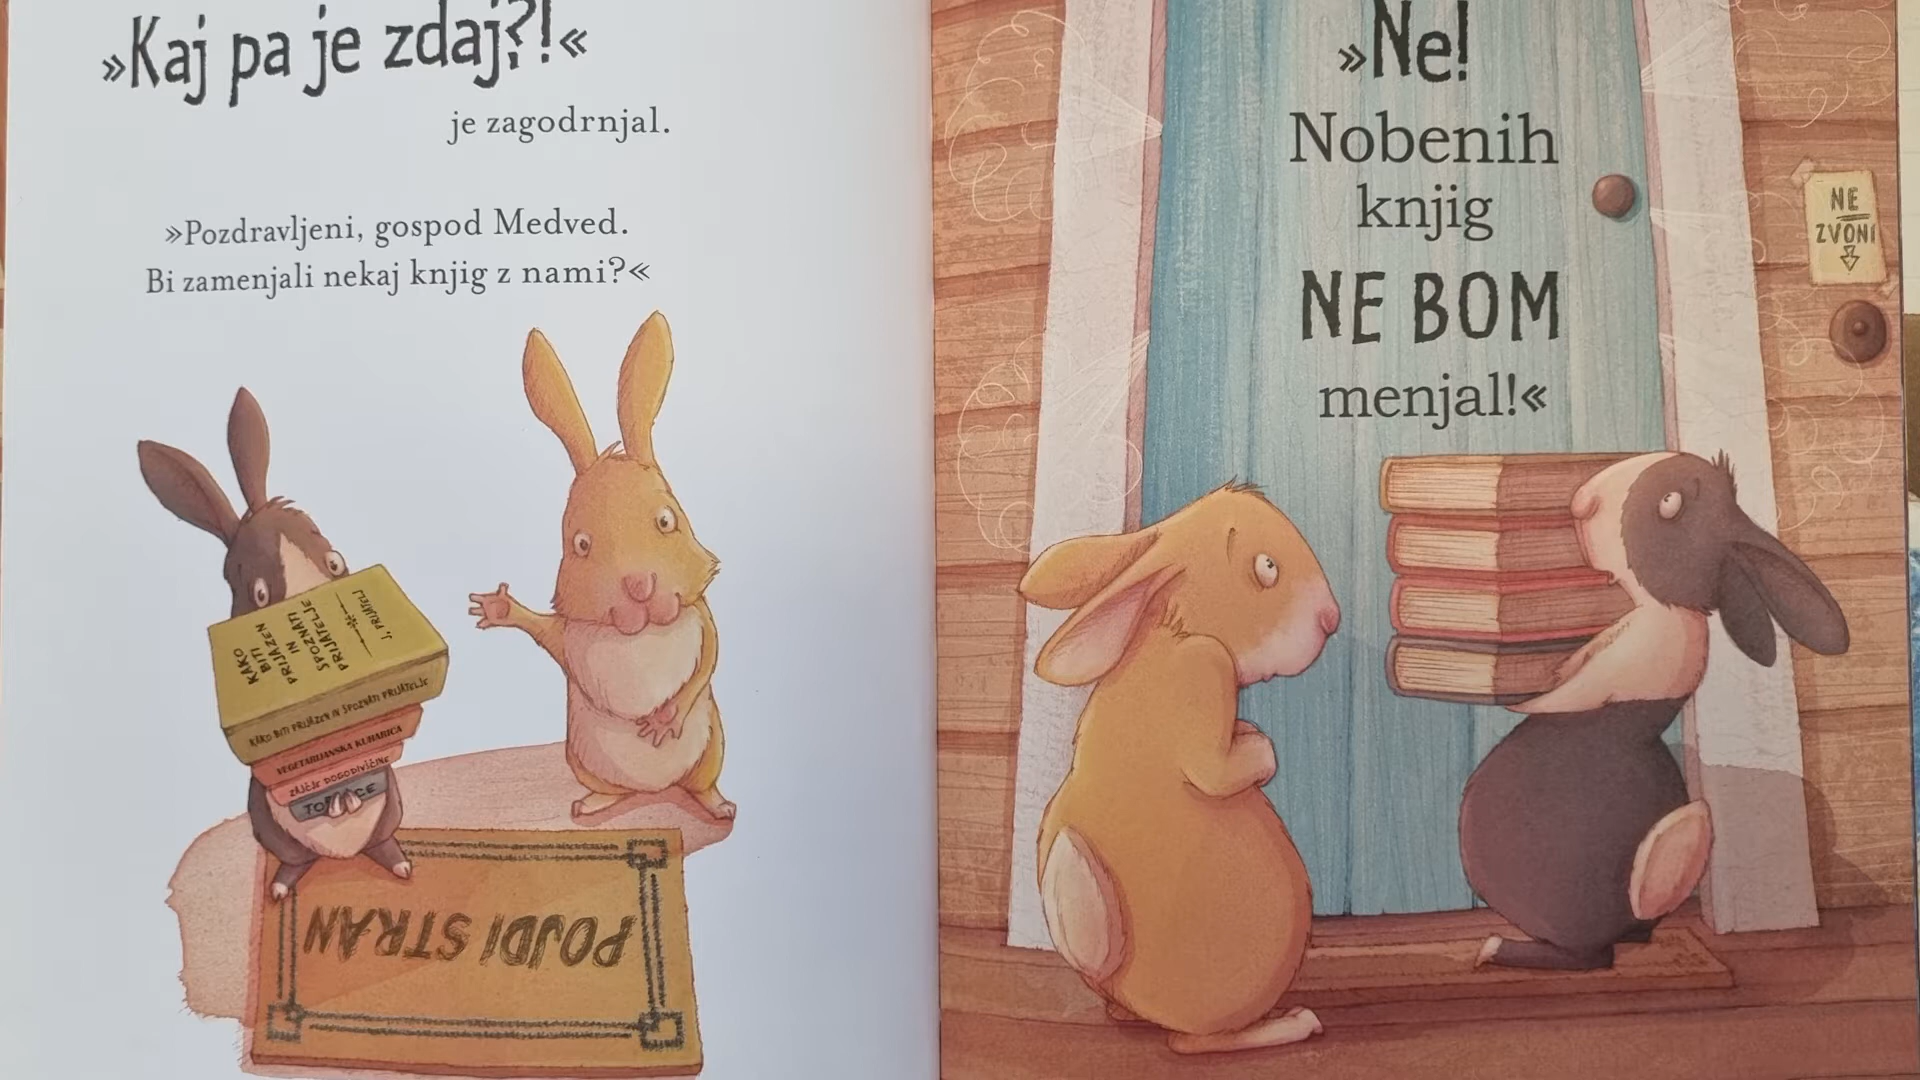 »Kaj pa je zdaj?!«
je zagodrnjal.
»Pozdravljeni, gospod Medved.
Bi zamenjali nekaj knjig z nami?«
KAKO
BITI
PRIJAZEN
IN
SPOZNATI
PRIJATELJE
J. PRIJATELJ
KAKO BITI PRIJAZEN IN SPOZNATI PRIJATELJE
VEGETARIJANSKA KUHARICA
ZAJČJE DOGODIVŠČINE
POJDI STRAN
»Ne!
Nobenih
knjig
NE BOM
menjal!«
NE
ZVONI